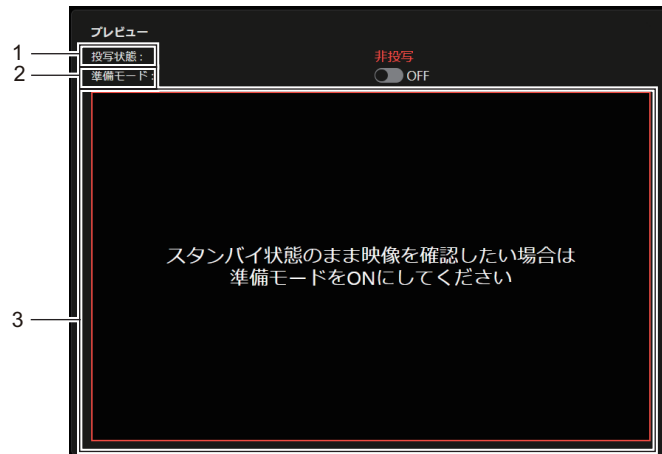 プレビュー
1
投写状態：
非投写
2
準備モード：
OFF
スタンバイ状態のまま映像を確認したい場合は
準備モードをONにしてください
3